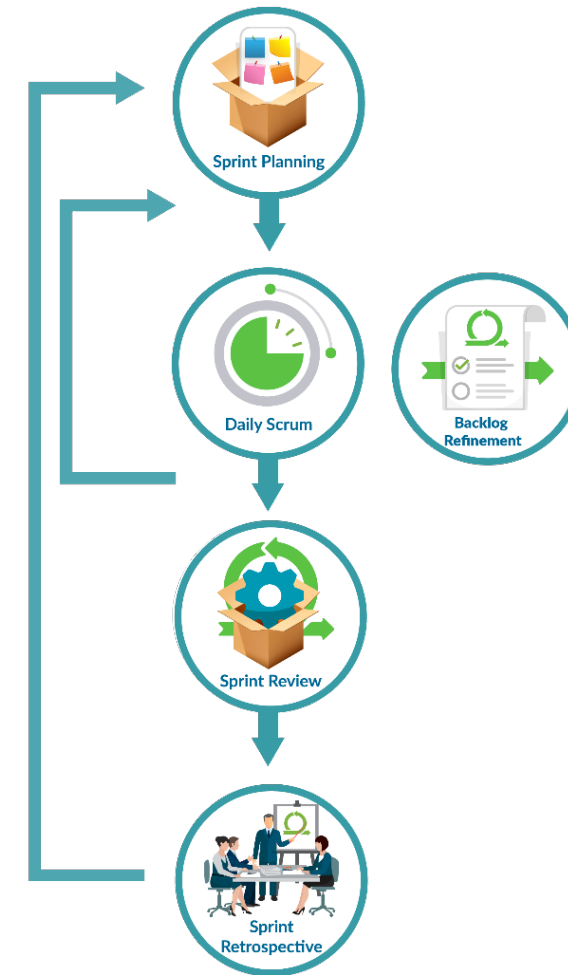 Sprint Planning
Daily Scrum
Backlog
Refinement
Sprint Review
Sprint
Retrospective